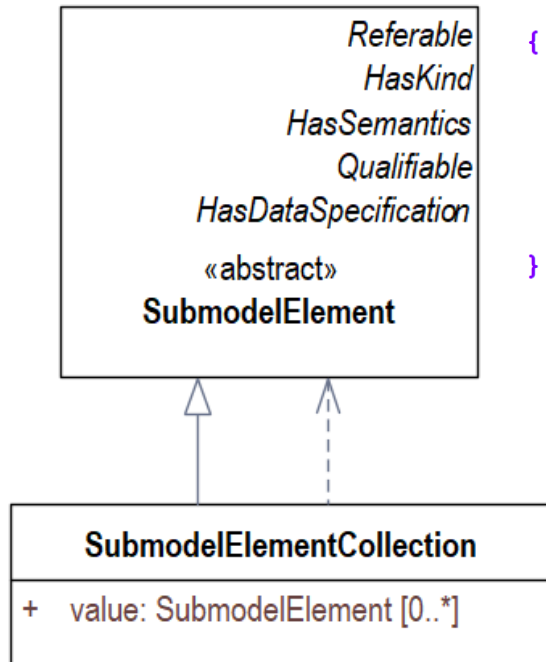 Referable {
HasKind
HasSemantics
Qualifiable
HasDataSpecification
«abstract» }
SubmodelElement
SubmodelElementCollection
+ value: SubmodelElement [0..*]